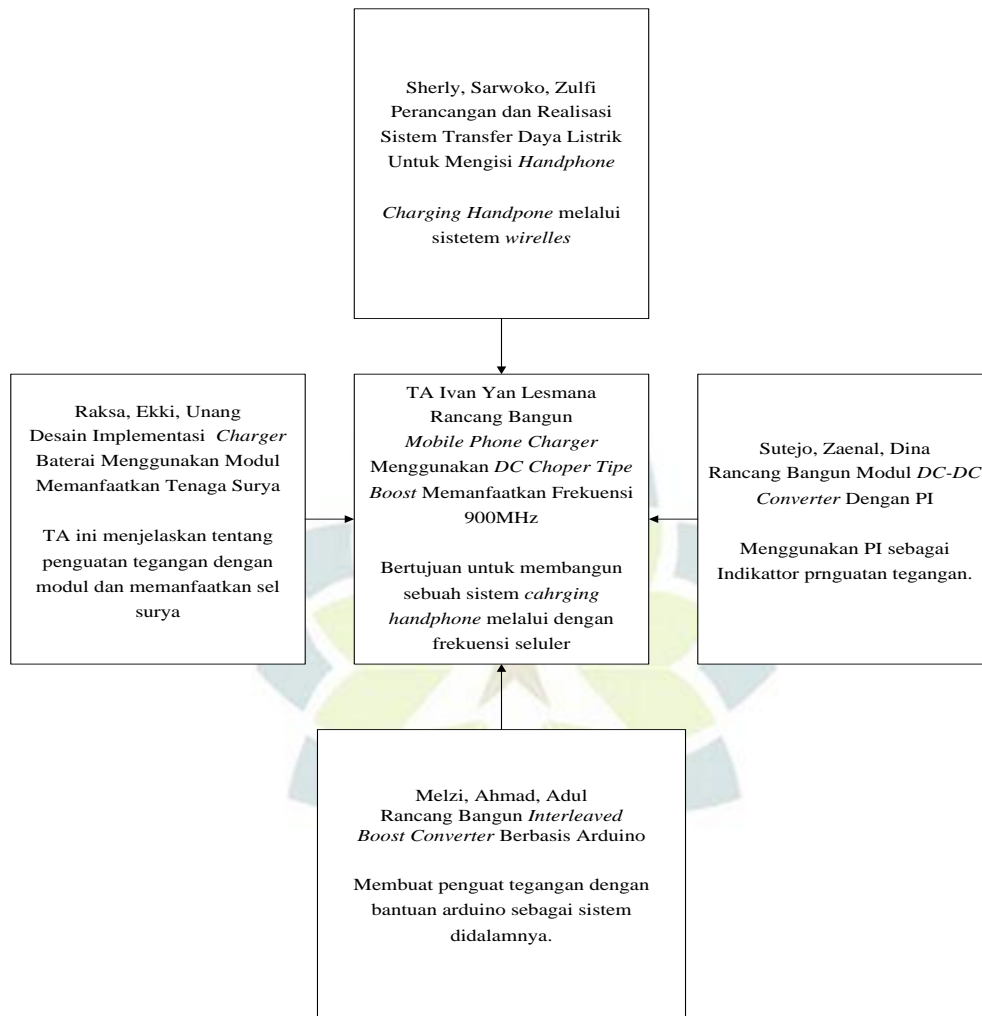 Sherly, Sarwoko, Zulfi
Perancangan dan Realisasi
Sistem Transfer Daya Listrik
Untuk Mengisi Handphone
Charging Handpone melalui
sistetem wirelles
Raksa, Ekki, Unang
Desain Implementasi Charger
Baterai Menggunakan Modul
Memanfaatkan Tenaga Surya
TA ini menjelaskan tentang
penguatan tegangan dengan
modul dan memanfaatkan sel
surya
TA Ivan Yan Lesmana
Rancang Bangun
Mobile Phone Charger
Menggunakan DC Choper Tipe
Boost Memanfaatkan Frekuensi
900MHz
Bertujuan untuk membangun
sebuah sistem cahrging
handphone melalui dengan
frekuensi seluler
Sutejo, Zaenal, Dina
Rancang Bangun Modul DC-DC
Converter Dengan PI
Menggunakan PI sebagai
Indikattor prnguatan tegangan.
Melzi, Ahmad, Adul
Rancang Bangun Interleaved
Boost Converter Berbasis Arduino
Membuat penguat tegangan dengan
bantuan arduino sebagai sistem
didalamnya.